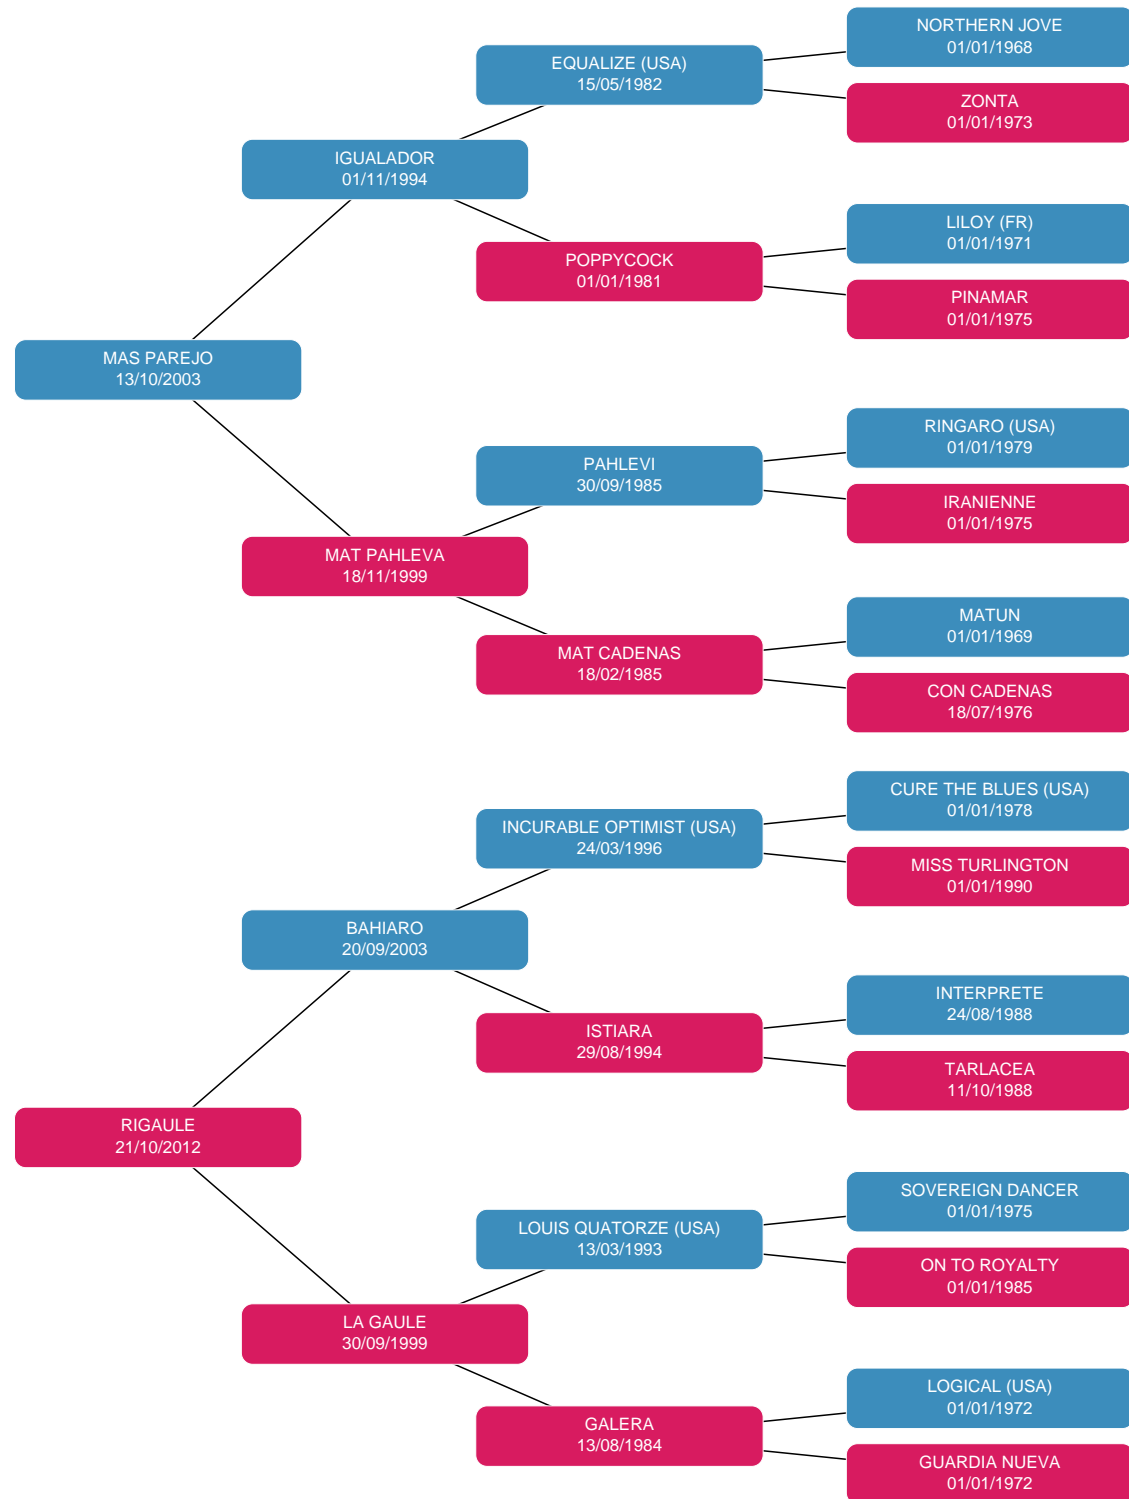 NORTHERN JOVE
01/01/1968
EQUALIZE (USA)
15/05/1982
ZONTA
01/01/1973
IGUALADOR
01/11/1994
LILOY (FR)
01/01/1971
POPPYCOCK
01/01/1981
PINAMAR
01/01/1975
MAS PAREJO
13/10/2003
RINGARO (USA)
01/01/1979
PAHLEVI
30/09/1985
IRANIENNE
01/01/1975
MAT PAHLEVA
18/11/1999
MATUN
01/01/1969
MAT CADENAS
18/02/1985
CON CADENAS
18/07/1976
CURE THE BLUES (USA)
01/01/1978
INCURABLE OPTIMIST (USA)
24/03/1996
MISS TURLINGTON
01/01/1990
BAHIARO
20/09/2003
INTERPRETE
24/08/1988
ISTIARA
29/08/1994
TARLACEA
11/10/1988
RIGAULE
21/10/2012
SOVEREIGN DANCER
01/01/1975
LOUIS QUATORZE (USA)
13/03/1993
ON TO ROYALTY
01/01/1985
LA GAULE
30/09/1999
LOGICAL (USA)
01/01/1972
GALERA
13/08/1984
GUARDIA NUEVA
01/01/1972